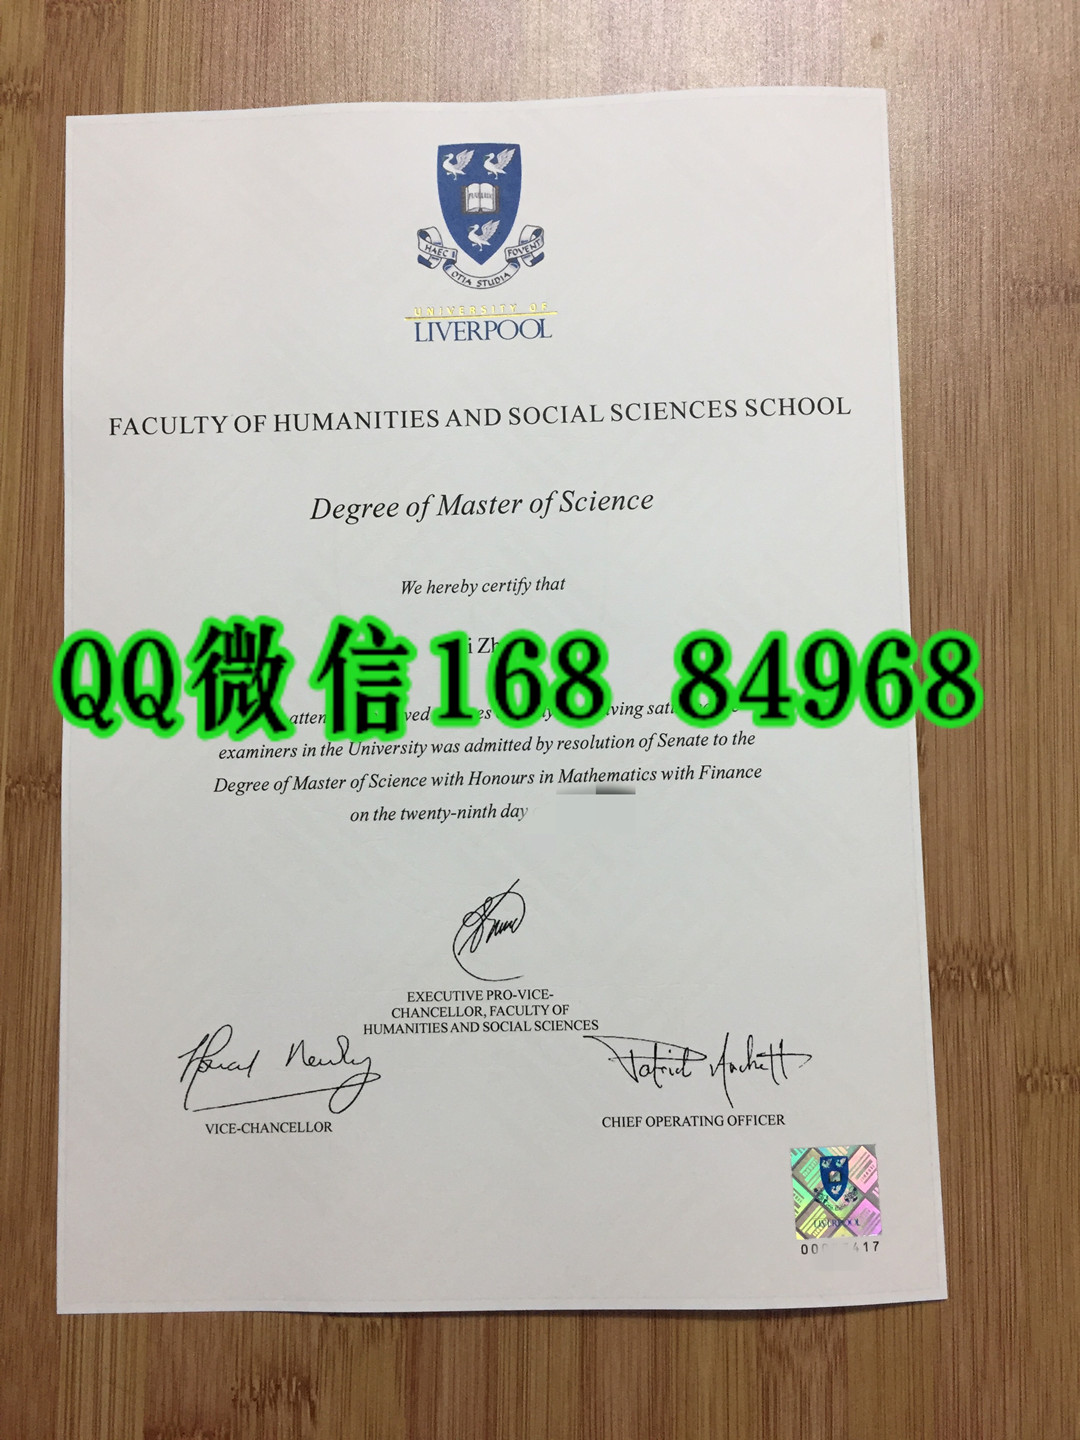 HAEC OTIA STUDIA FOVENT
UNIVERSITY OF
LIVERPOOL
FACULTY OF HUMANITIES AND SOCIAL SCIENCES SCHOOL
Degree of Master of Science
We hereby certify that
i Zh
QQ微信168 84968
examiners in the University was admitted by resolution of Senate to the
Degree of Master of Science with Honours in Mathematics with Finance
on the twenty-ninth day
EXECUTIVE PRO-VICE-
CHANCELLOR, FACULTY OF
HUMANITIES AND SOCIAL SCIENCES
VICE-CHANCELLOR
CHIEF OPERATING OFFICER
LIVERPOOL